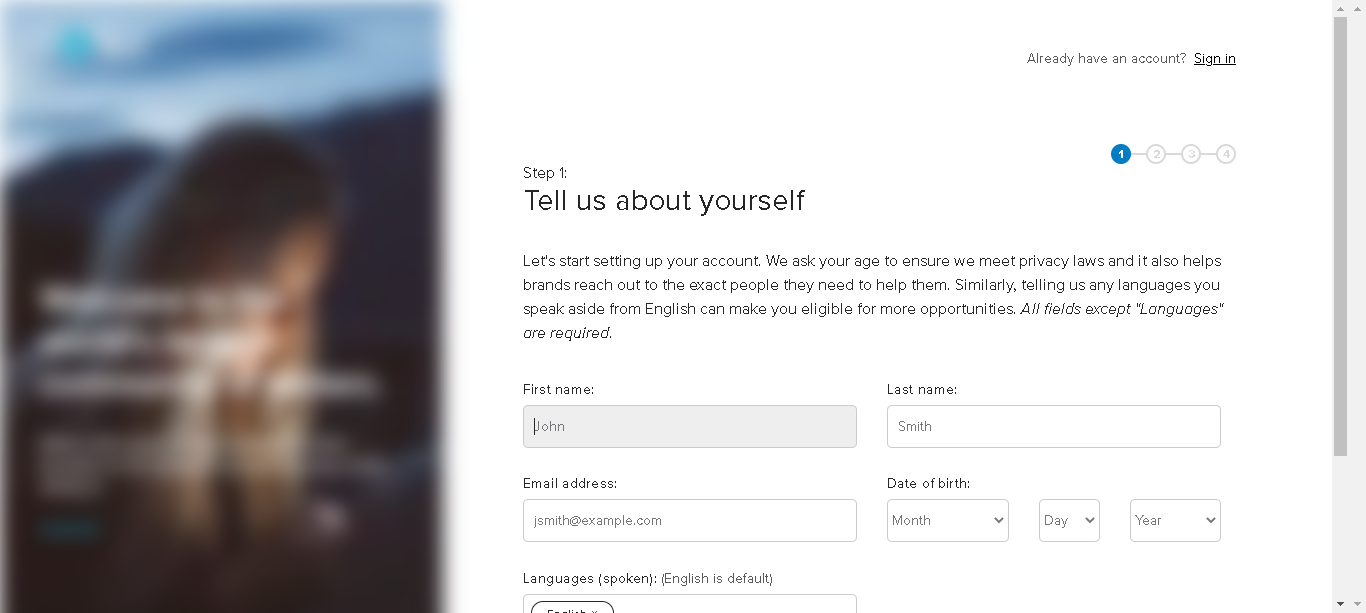 Already have an account? Sign in
1 2 3 4
Step 1:
Tell us about yourself
Let's start setting up your account. We ask your age to ensure we meet privacy laws and it also helps
brands reach out to the exact people they need to help them. Similarly, telling us any languages you
speak aside from English can make you eligible for more opportunities. All fields except "Languages"
are required.
First name: Last name:
John Smith
Email address: Date of birth:
jsmith@example.com Month Day Year
Languages (spoken): (English is default)